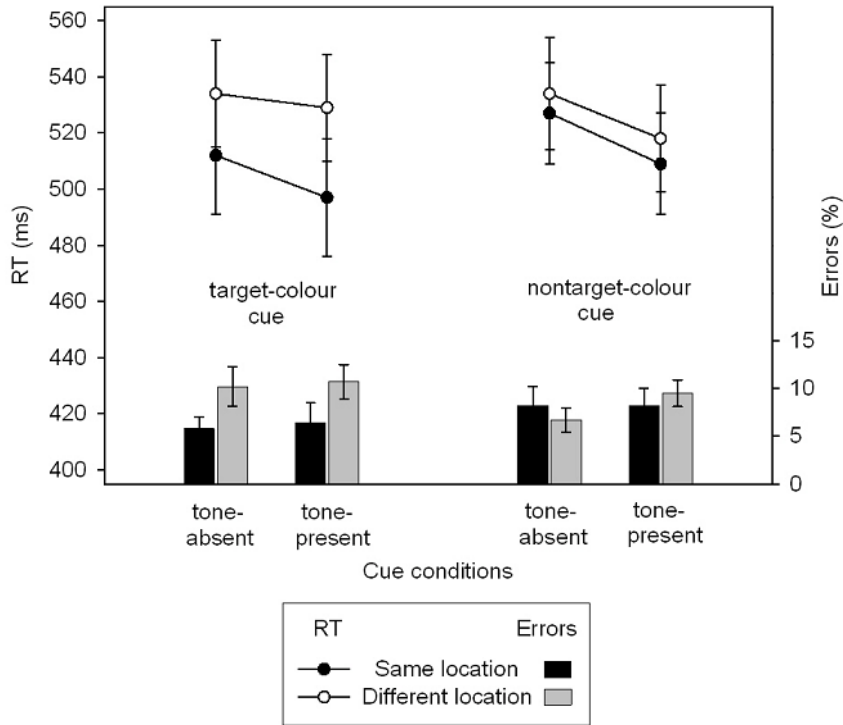 560
540
520
500
480
460
440
420
400
RT (ms)
target-colour
cue
nontarget-colour
cue
15
10
5
0
Errors (%)
tone-
absent
tone-
present
tone-
absent
tone-
present
Cue conditions
RT Errors
Same location
Different location